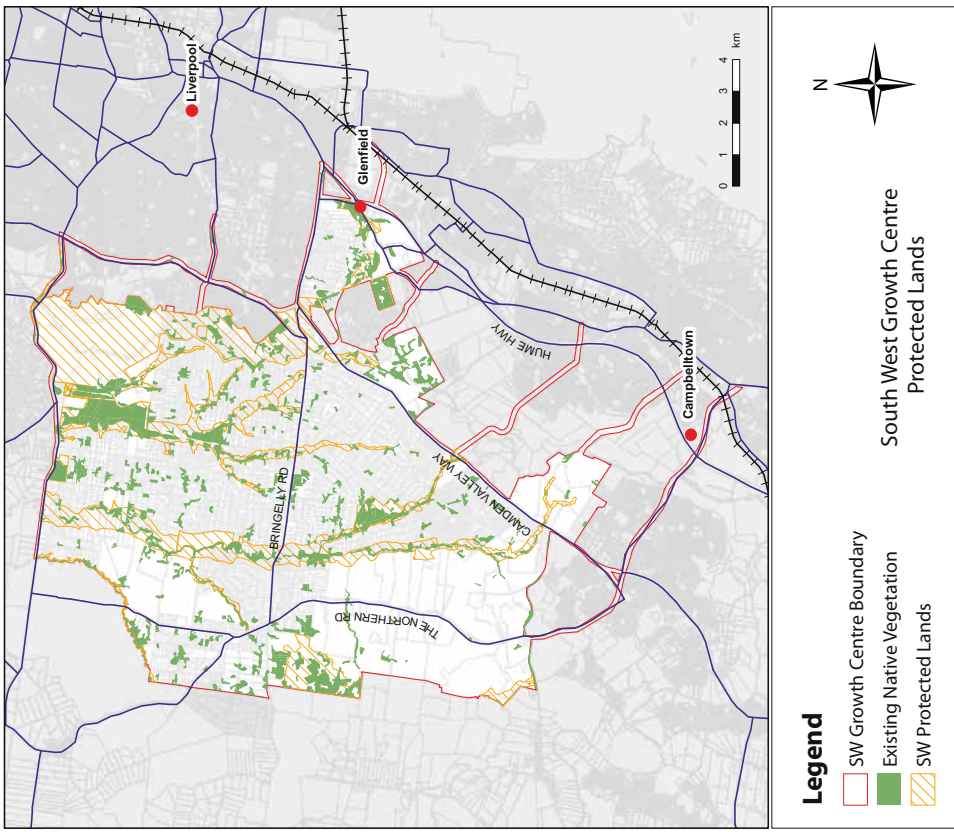 Liverpool
Glenfield
BRINGELLY RD
HUME HWY
CAMDEN VALLEY WAY
THE NORTHERN RD
Campbelltown
0 1 2 3 4
km
Legend
SW Growth Centre Boundary
Existing Native Vegetation
SW Protected Lands
South West Growth Centre
Protected Lands
N